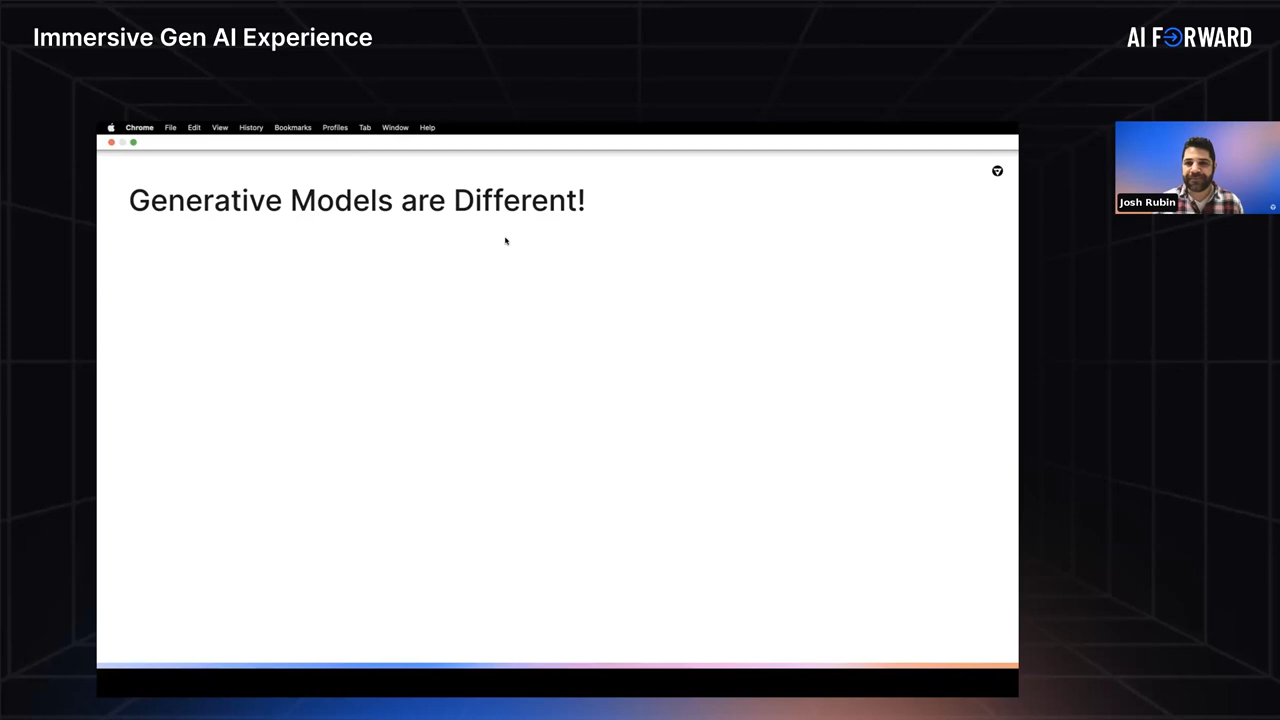 Immersive Gen AI Experience
AI FORWARD
Chrome File Edit View History Bookmarks Profiles Tab Window Help
Generative Models are Different!
Josh Rubin